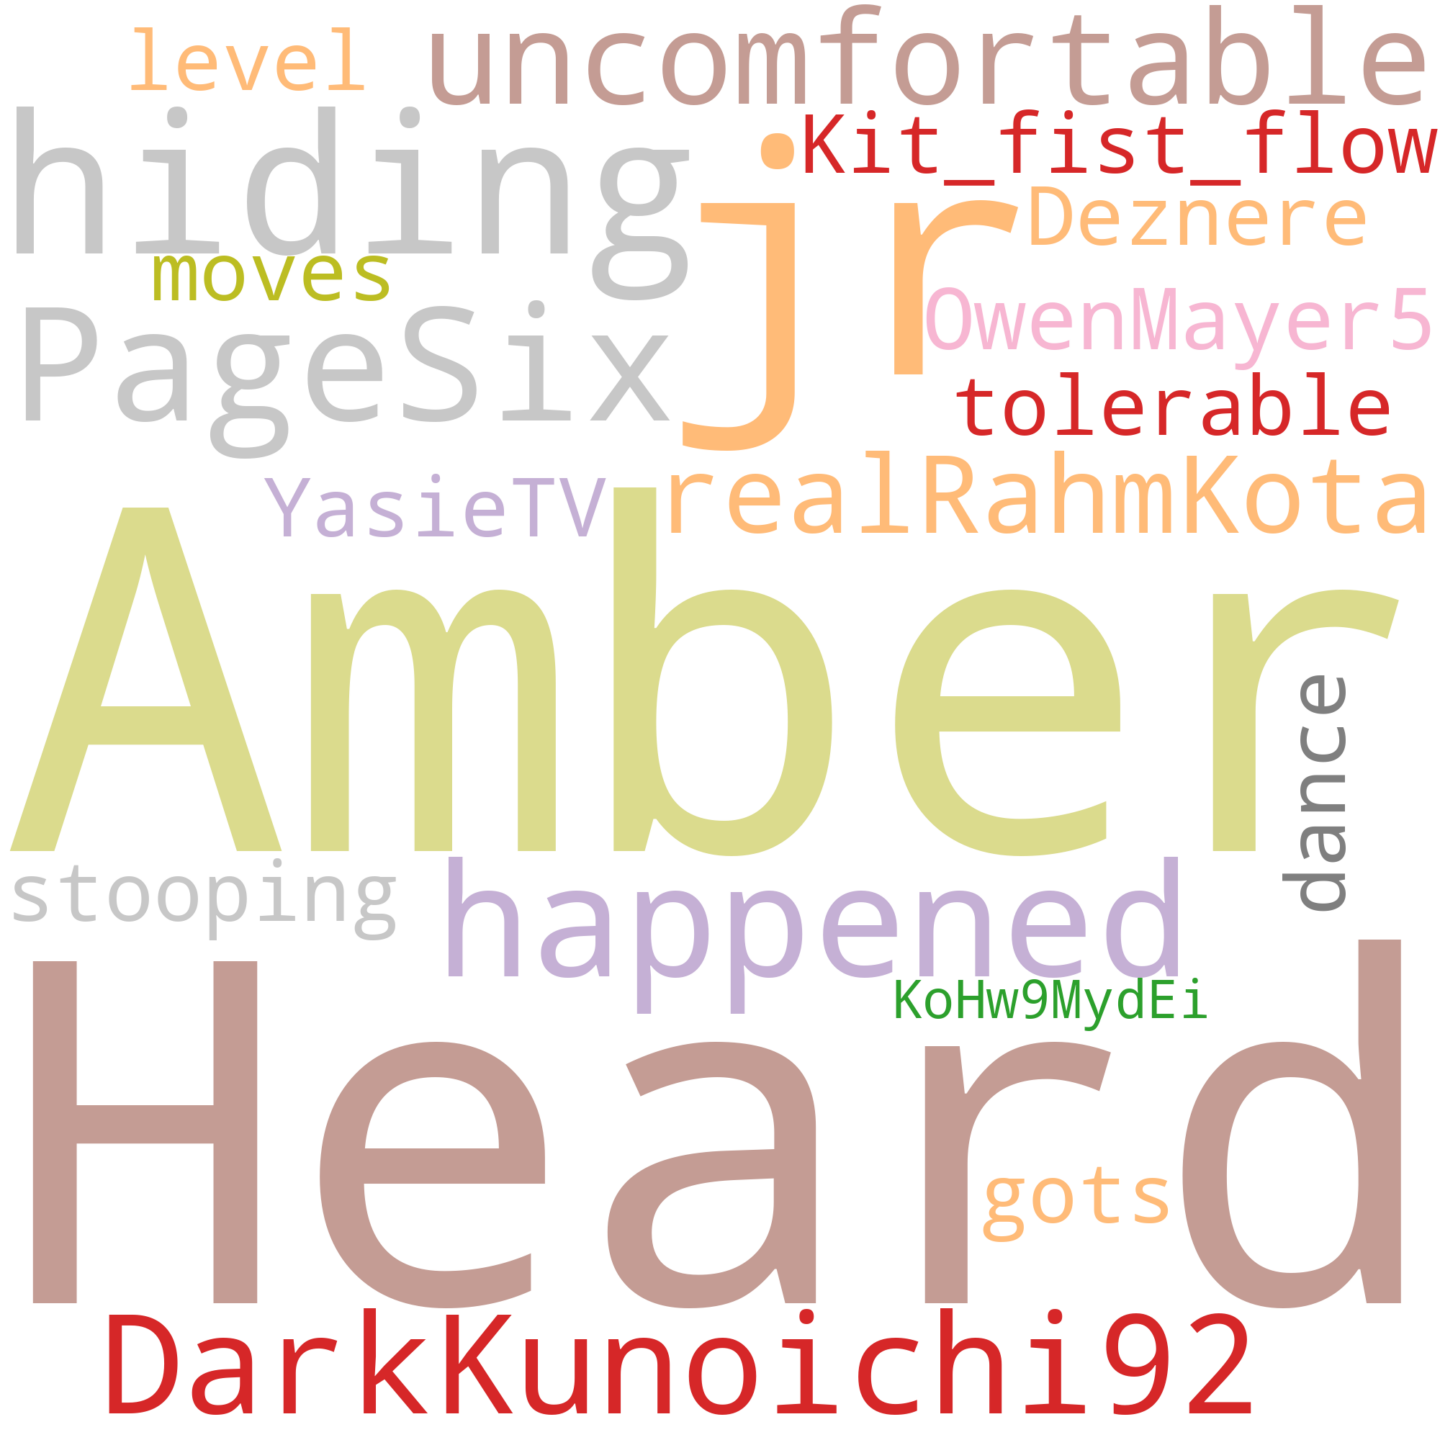 level
uncomfortable
hiding
Kit_fist_flow
jr
Deznere
moves
PageSix
OwenMayer5
tolerable
YasieTV
realRahmKota
Amber
dance
stooping
happened
KoHw9MydEi
Heard
gots
DarkKunoichi92